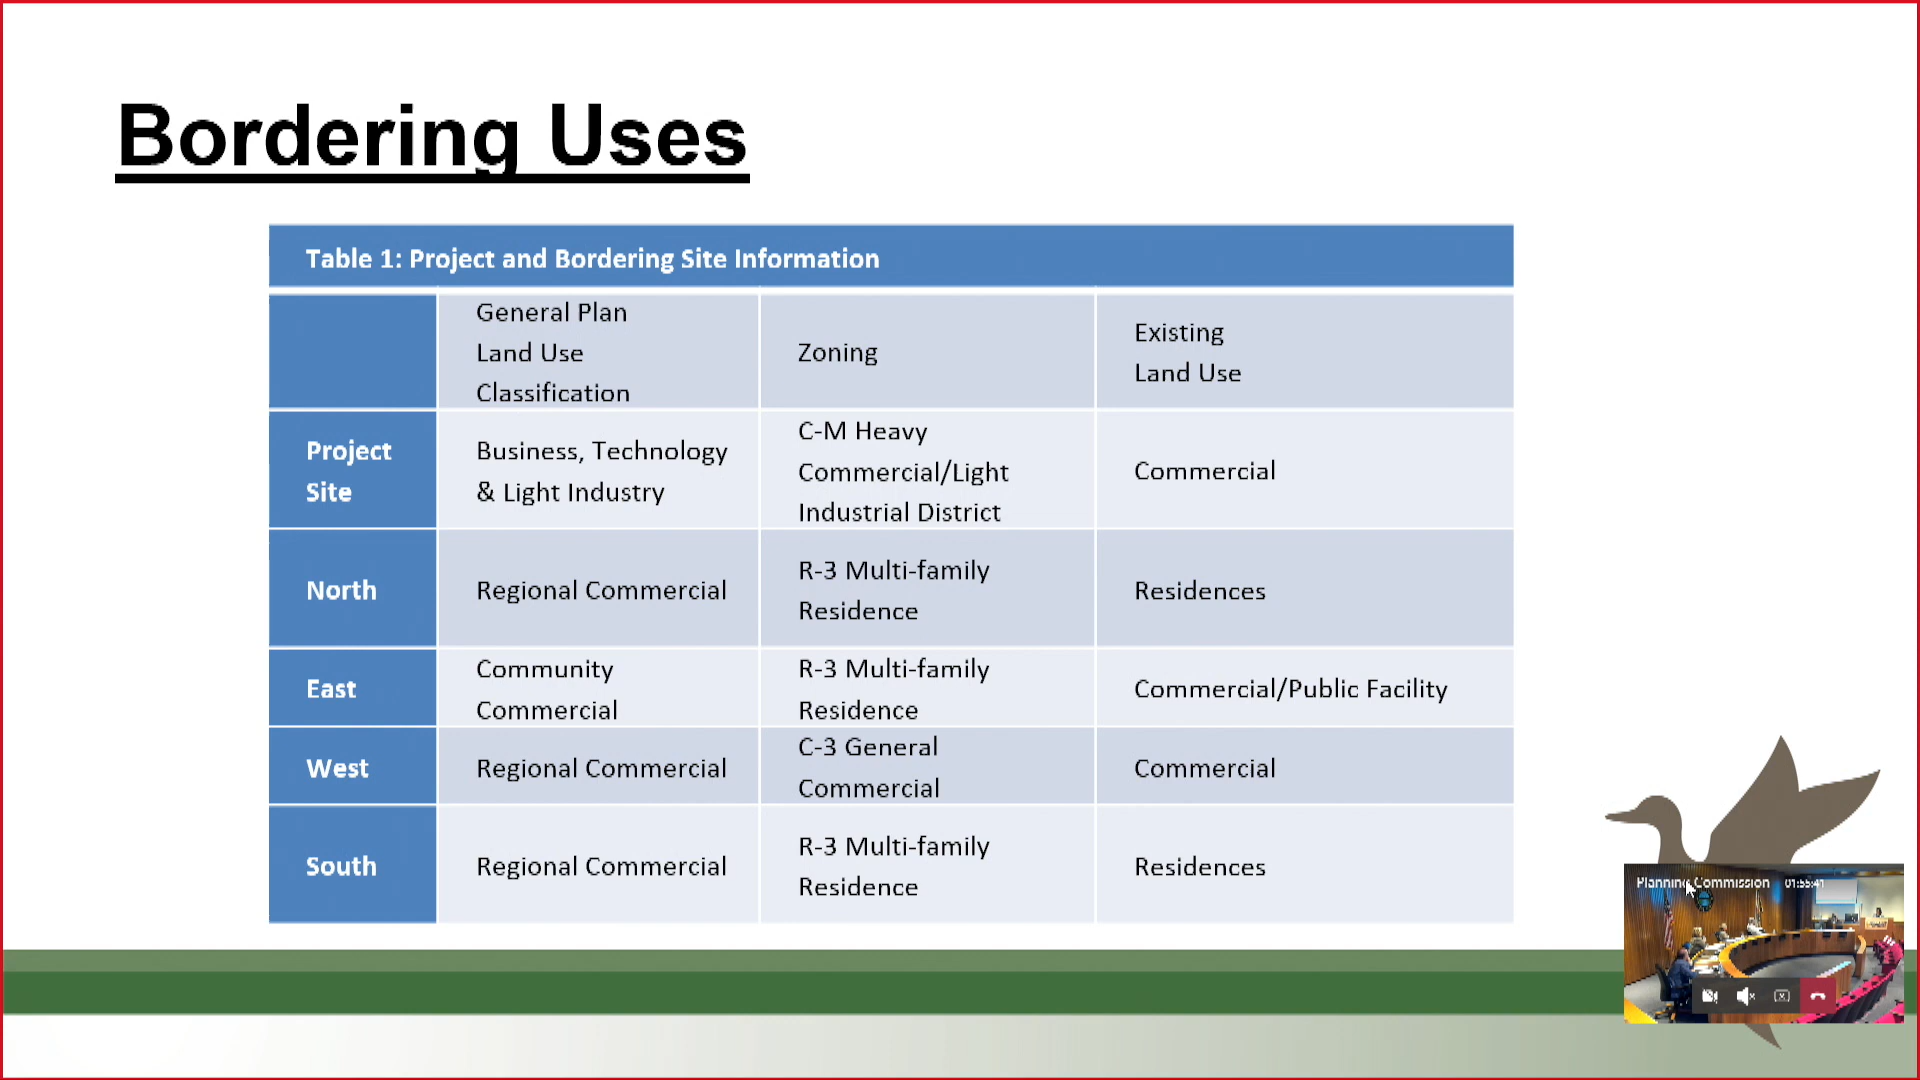 Bordering Uses
Table 1: Project and Bordering Site Information
General Plan
Land Use
Classification
Zoning
Existing
Land Use
Project
Site
Business, Technology
& Light Industry
C-M Heavy
Commercial/Light
Industrial District
Commercial
North
Regional Commercial
R-3 Multi-family
Residence
Residences
East
Community
Commercial
R-3 Multi-family
Residence
Commercial/Public Facility
West
Regional Commercial
C-3 General
Commercial
Commercial
South
Regional Commercial
R-3 Multi-family
Residence
Residences
Planning Commission 01:55:41